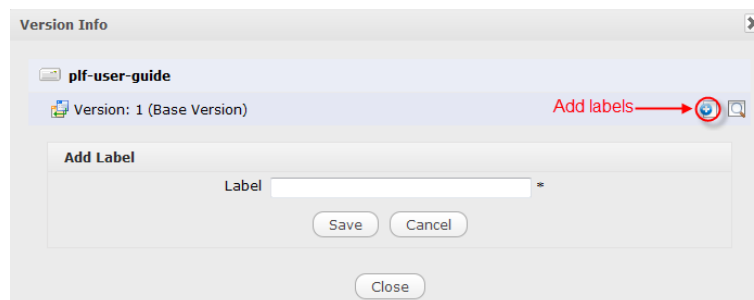 Version Info
plf-user-guide
Version: 1 (Base Version) Add labels
Add Label
Label *
Save Cancel
Close